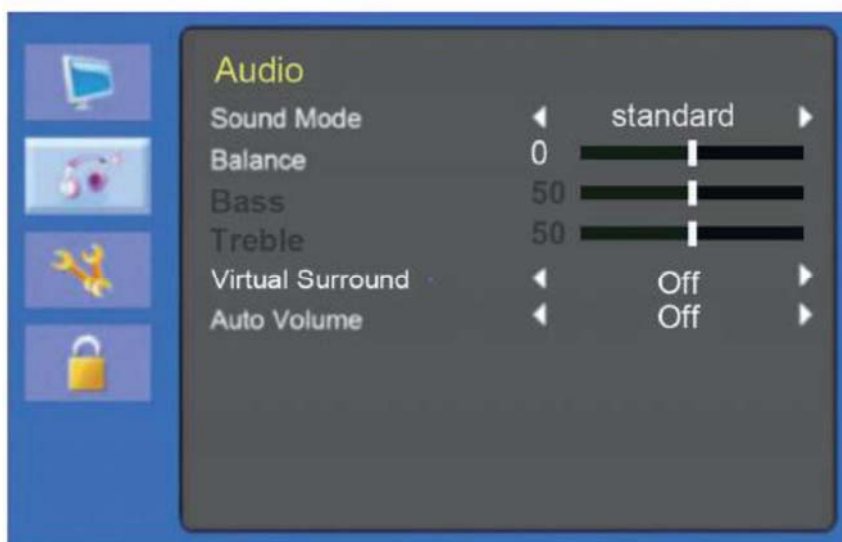 Audio
Sound Mode standard
Balance 0
Bass 50
Treble 50
Virtual Surround Off
Auto Volume Off